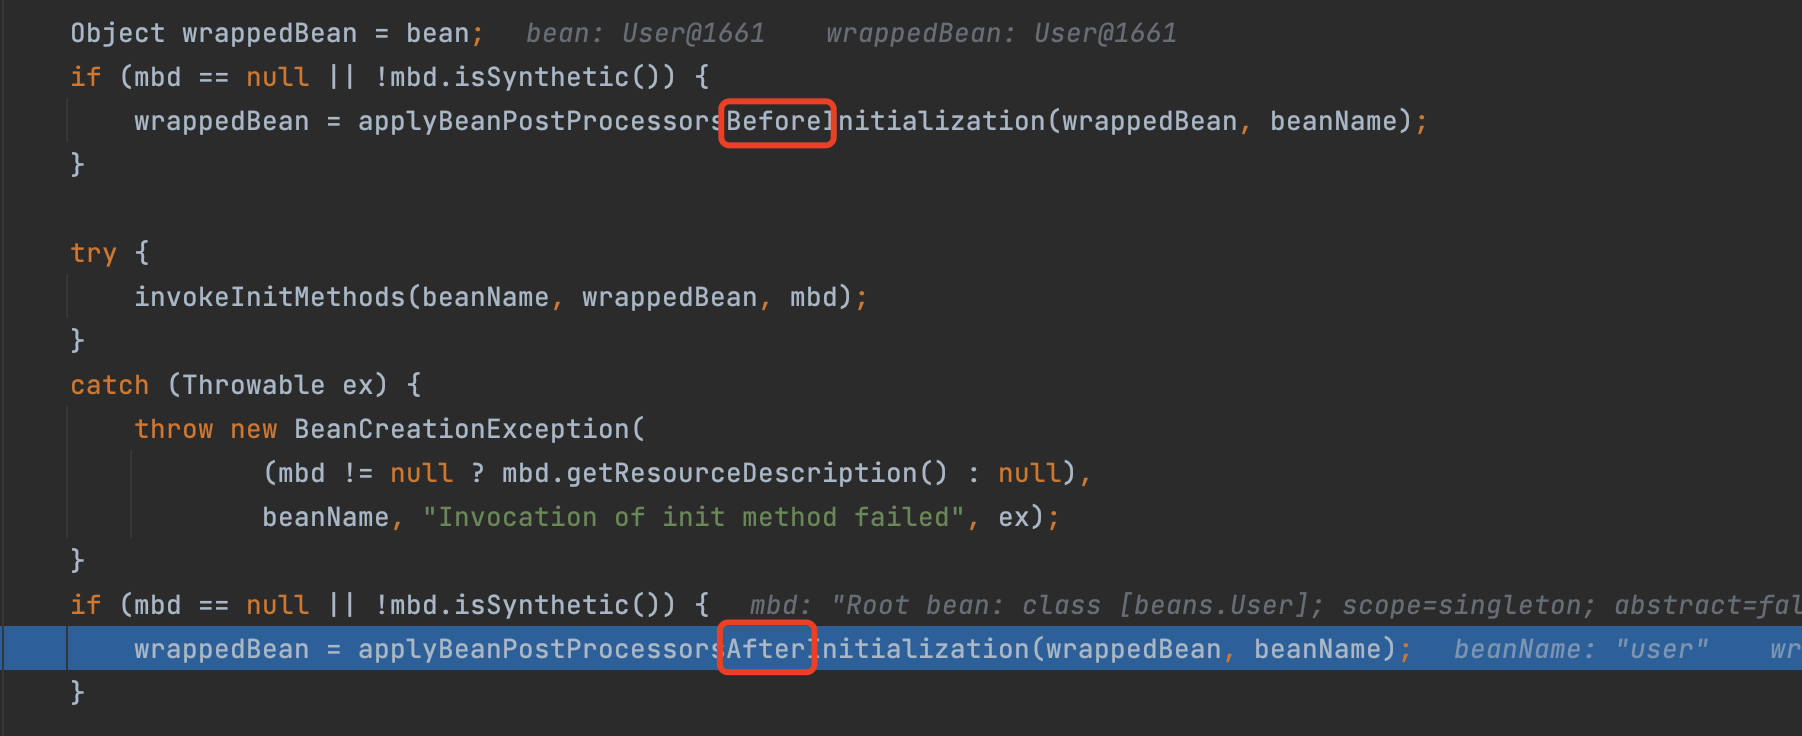 Object wrappedBean = bean;   bean: User@1661    wrappedBean: User@1661
if (mbd == null || !mbd.isSynthetic()) {
    wrappedBean = applyBeanPostProcessorsBeforeInitialization(wrappedBean, beanName);
}
try {
    invokeInitMethods(beanName, wrappedBean, mbd);
}
catch (Throwable ex) {
    throw new BeanCreationException(
            (mbd != null ? mbd.getResourceDescription() : null),
            beanName, "Invocation of init method failed", ex);
}
if (mbd == null || !mbd.isSynthetic()) {   mbd: "Root bean: class [beans.User]; scope=singleton; abstract=fal
    wrappedBean = applyBeanPostProcessorsAfterInitialization(wrappedBean, beanName);   beanName: "user"    wr
}